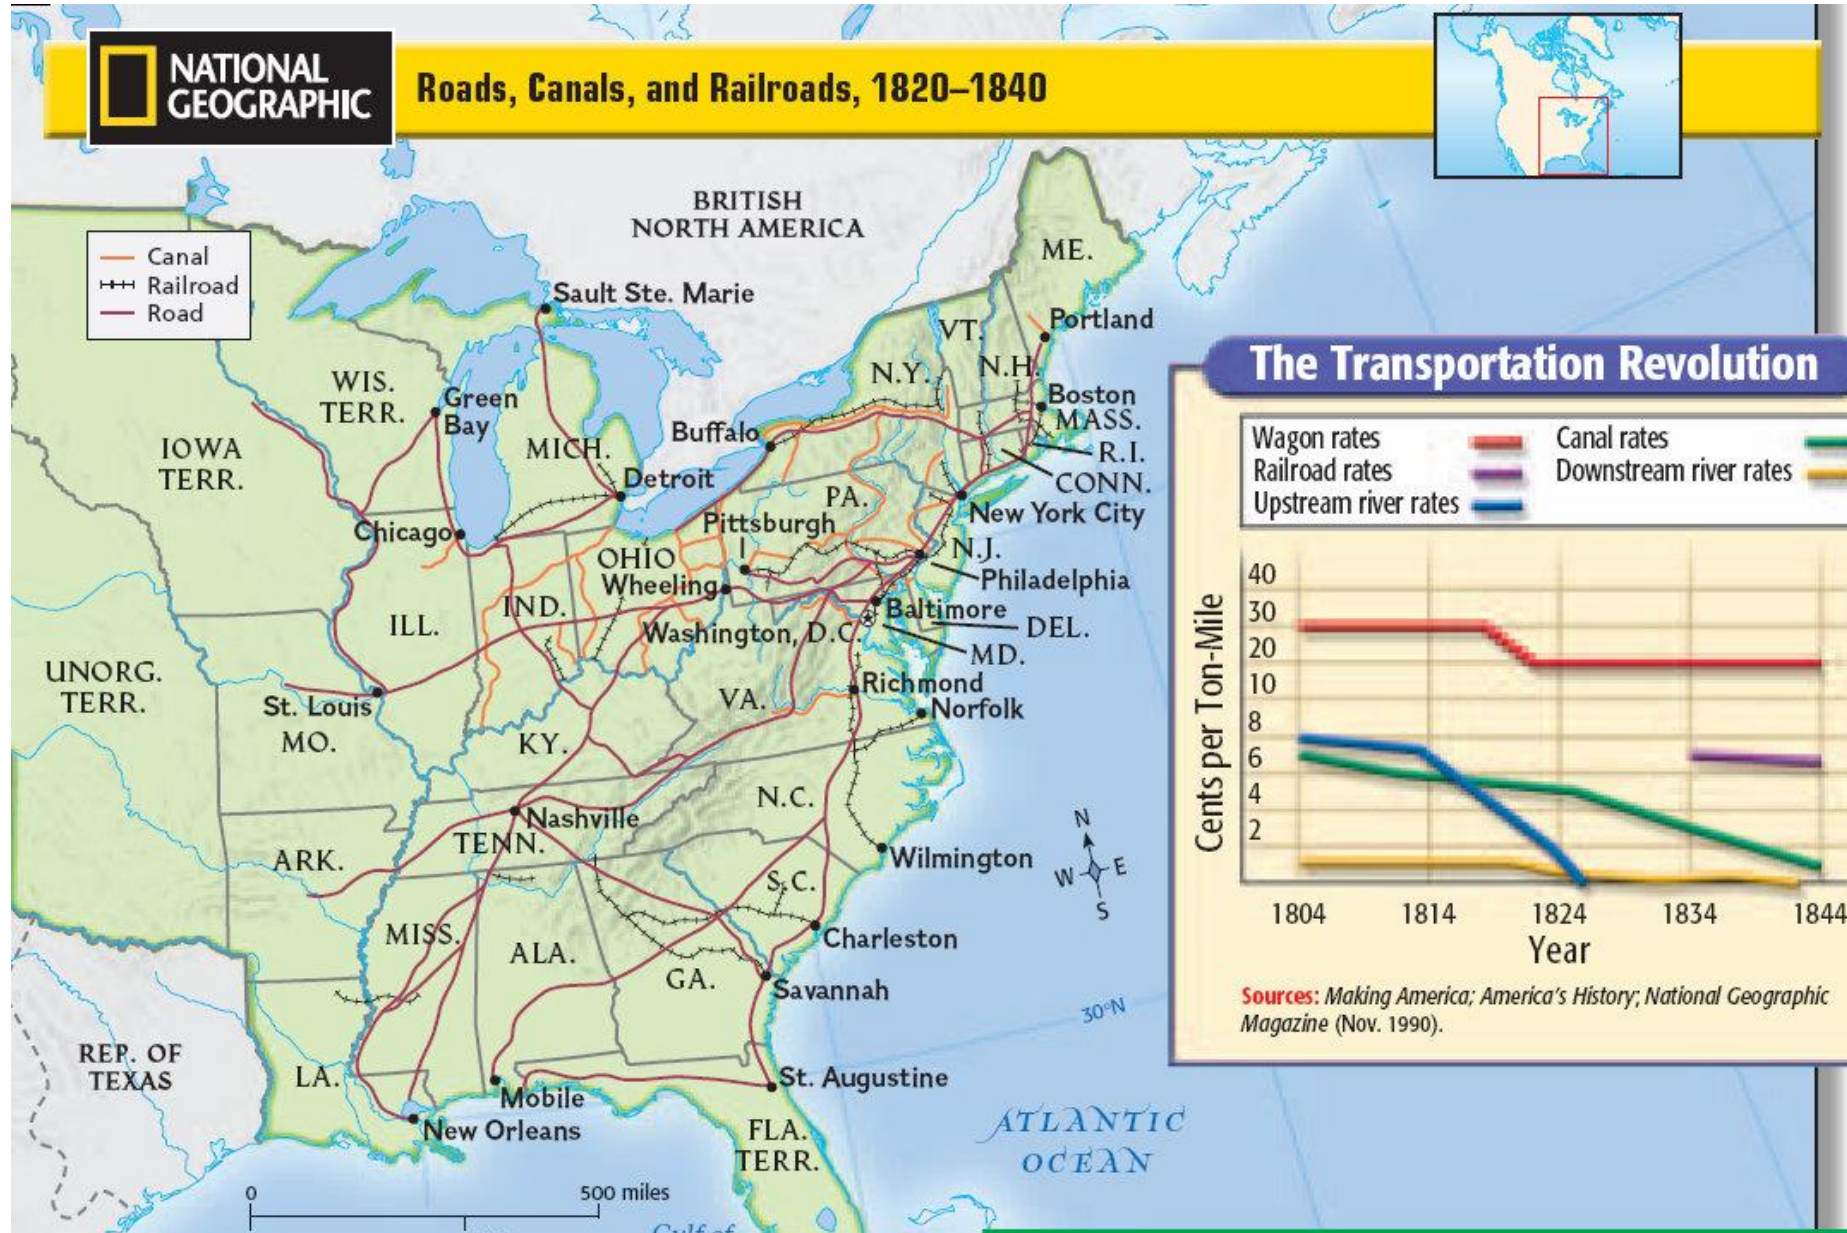 NATIONAL
GEOGRAPHIC
Roads, Canals, and Railroads, 1820–1840
BRITISH
NORTH AMERICA
Canal
Railroad
Road
ME.
Sault Ste. Marie
Portland
VT.
N.H.
N.Y.
WIS.
TERR.
Green
Bay
Boston
MASS.
Buffalo
MICH.
R.I.
IOWA
TERR.
CONN.
Detroit
PA.
New York City
Pittsburgh
Chicago
N.J.
OHIO
Philadelphia
Wheeling
IND.
Baltimore
ILL.
Washington, D.C.
DEL.
MD.
UNORG.
TERR.
Richmond
VA.
St. Louis
Norfolk
MO.
KY.
N.C.
Nashville
TENN.
Wilmington
ARK.
S.C.
MISS.
Charleston
ALA.
GA.
Savannah
30°N
REP. OF
TEXAS
LA.
St. Augustine
Mobile
New Orleans
FLA.
TERR.
ATLANTIC
OCEAN
N
W
E
S
0
500 miles
Gulf of
The Transportation Revolution
Wagon rates
Canal rates
Railroad rates
Downstream river rates
Upstream river rates
Cents per Ton-Mile
40
30
20
10
8
6
4
2
1804 1814 1824 1834 1844
Year
Sources: Making America; America's History; National Geographic
Magazine (Nov. 1990).